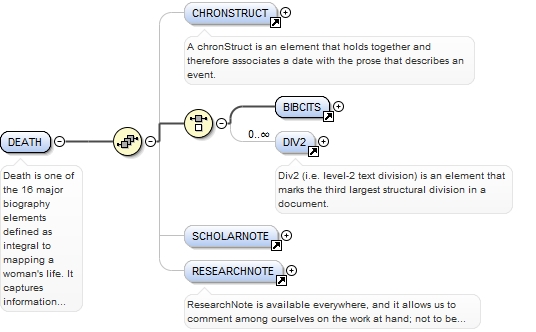 CHRONSTRUCT
A chronStruct is an element that holds together and
therefore associates a date with the prose that describes an
event.
BIBCITS
0..∞
DIV2
Div2 (i.e. level-2 text division) is an element that
marks the third largest structural division in a
document.
DEATH
Death is one of
the 16 major
biography
elements
defined as
integral to
mapping a
woman's life. It
captures
information...
SCHOLARNOTE
RESEARCHNOTE
ResearchNote is available everywhere, and it allows us to
comment among ourselves on the work at hand; not to be...